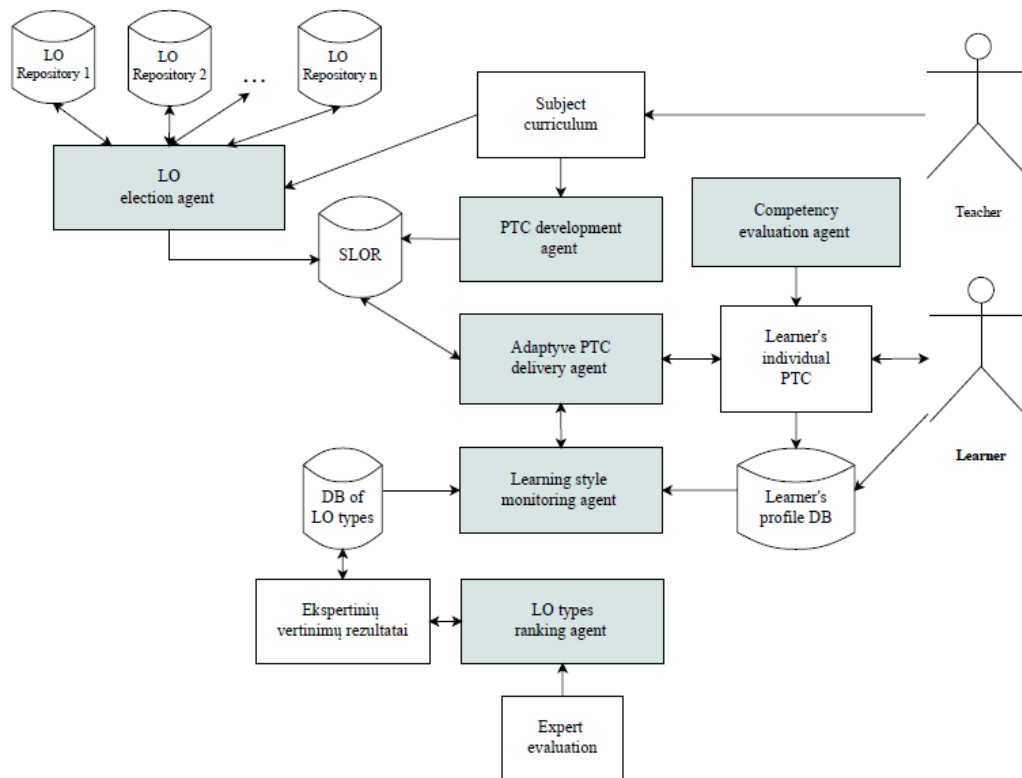 LO
Repository 1
LO
Repository 2
...
LO
Repository n
Subject
curriculum
LO
election agent
PTC development
agent
Competency
evaluation agent
Teacher
SLOR
Adaptyve PTC
delivery agent
Learner's
individual
PTC
Learner
DB of
LO types
Learning style
monitoring agent
Learner's
profile DB
Ekspertinių
vertinimų rezultatai
LO types
ranking agent
Expert
evaluation